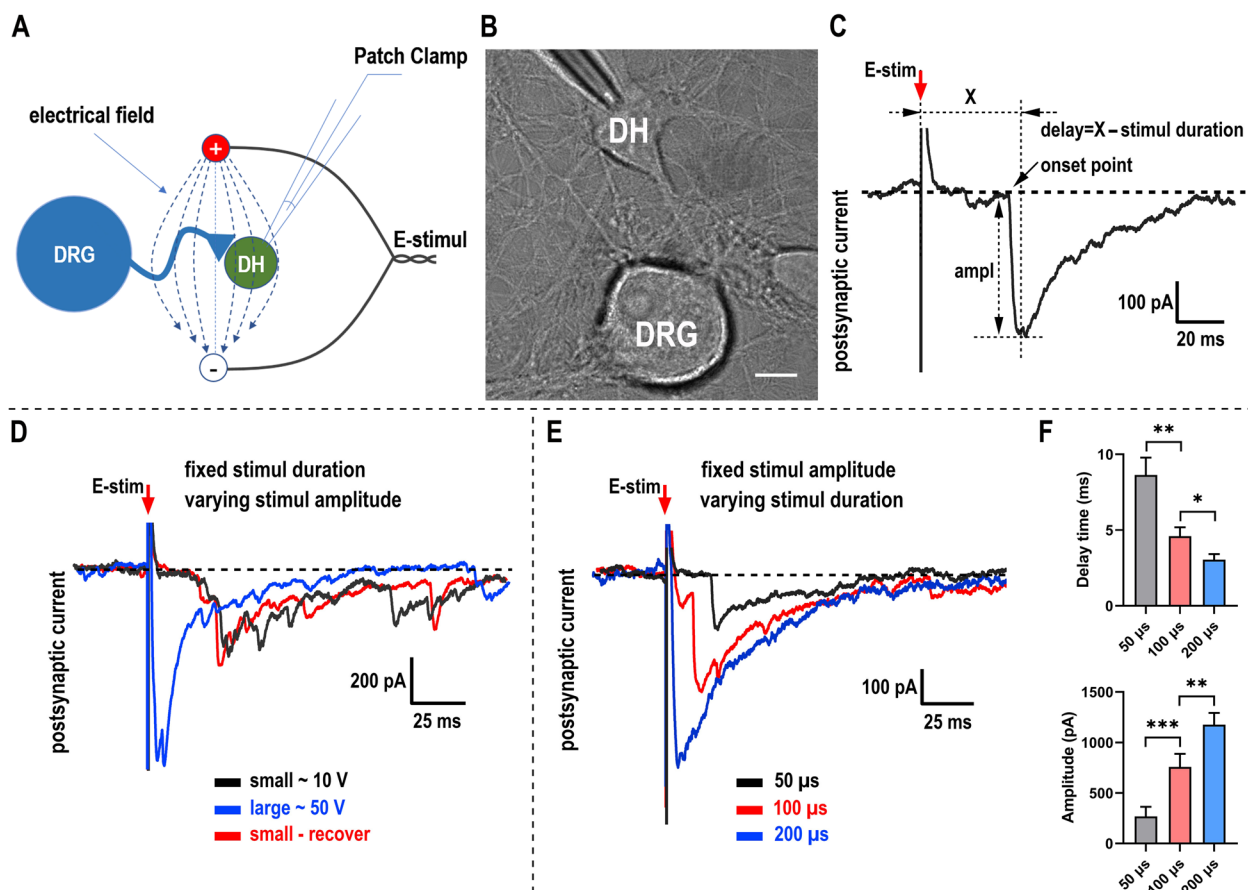 A
Patch Clamp
electrical field
+
DRG
DH
E-stimul
-
B
DH
DRG
C
E-stim
X
delay=X – stimul duration
onset point
postsynaptic current
ampl
100 pA
20 ms
D
fixed stimul duration
E-stim
varying stimul amplitude
postsynaptic current
200 pA
25 ms
small ~ 10 V
large ~ 50 V
small - recover
E
fixed stimul amplitude
E-stim
varying stimul duration
postsynaptic current
100 pA
25 ms
50 µs
100 µs
200 µs
F
Delay time (ms)
10
5
0
**
*
50 µs
100 µs
200 µs
Amplitude (pA)
1500
1000
500
0
***
**
50 µs
100 µs
200 µs